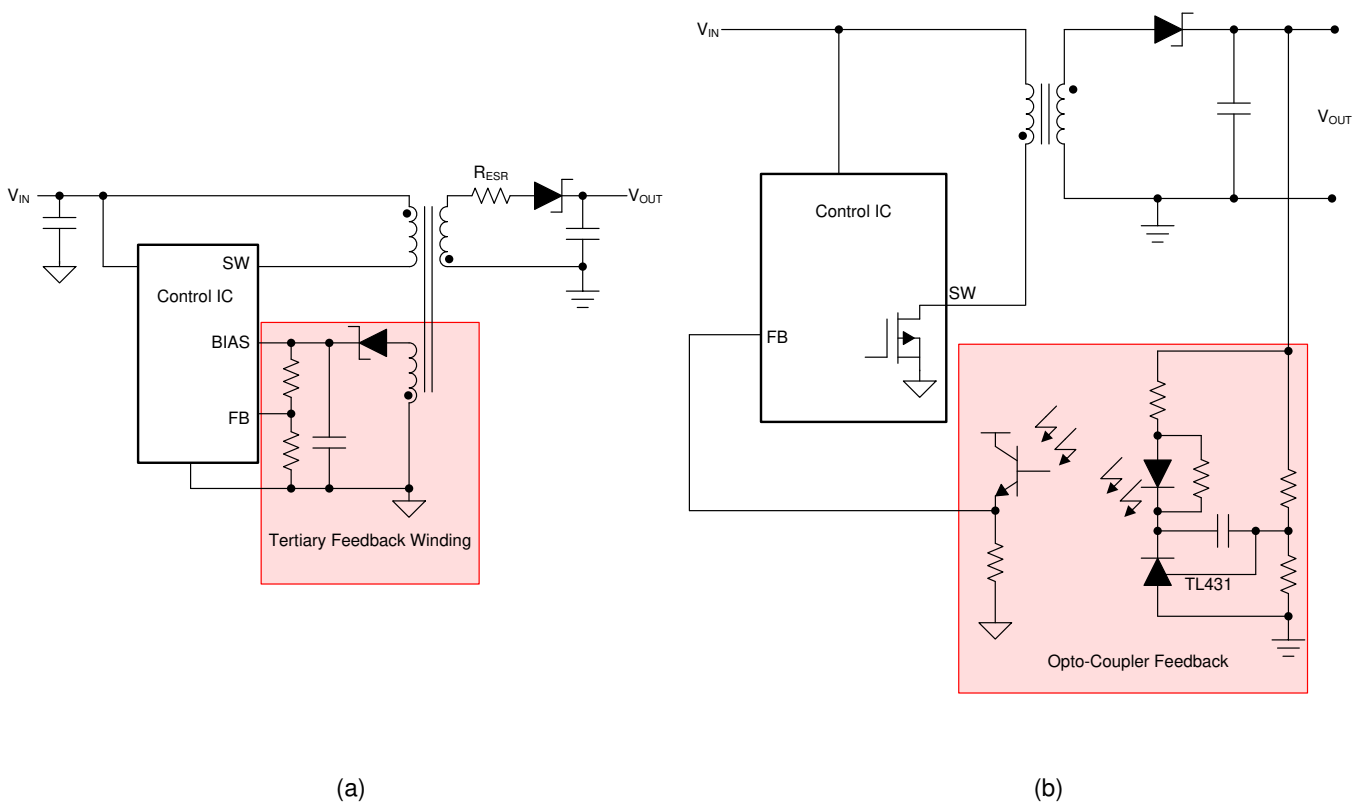 V_IN
R_ESR
V_OUT
SW
Control IC
BIAS
FB
Tertiary Feedback Winding
(a)
V_IN
V_OUT
Control IC
SW
FB
TL431
Opto-Coupler Feedback
(b)